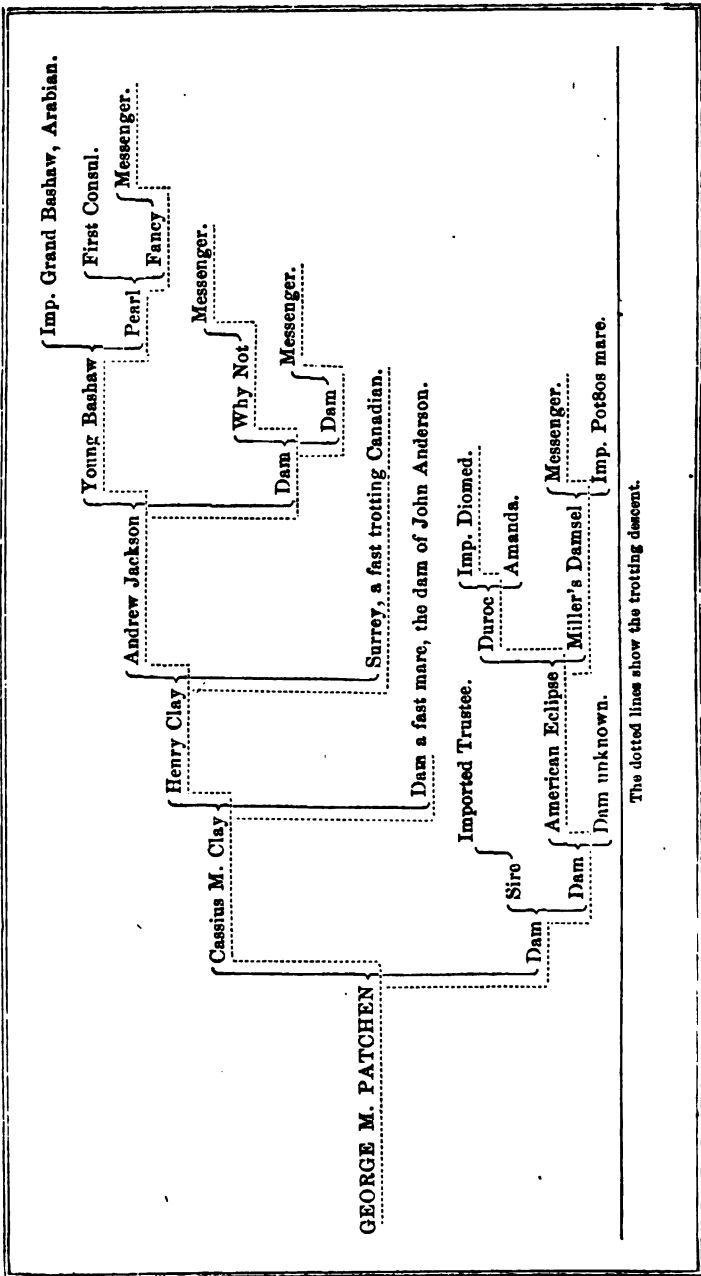 Imp. Grand Bashaw, Arabian.
Young Bashaw
First Consul.
Pearl
Messenger.
Fancy
Andrew Jackson
Messenger.
Why Not
Dam
Messenger.
Dam
Henry Clay
Surrey, a fast trotting Canadian.
Cassius M. Clay
Dam a fast mare, the dam of John Anderson.
GEORGE M. PATCHEN
Imported Trustee.
Sire
Dam
Imp. Diomed.
Duroc
Amanda.
American Eclipse
Messenger.
Miller's Damsel
Imp. Pot8os mare.
Dam
Dam unknown.
The dotted lines show the trotting descent.